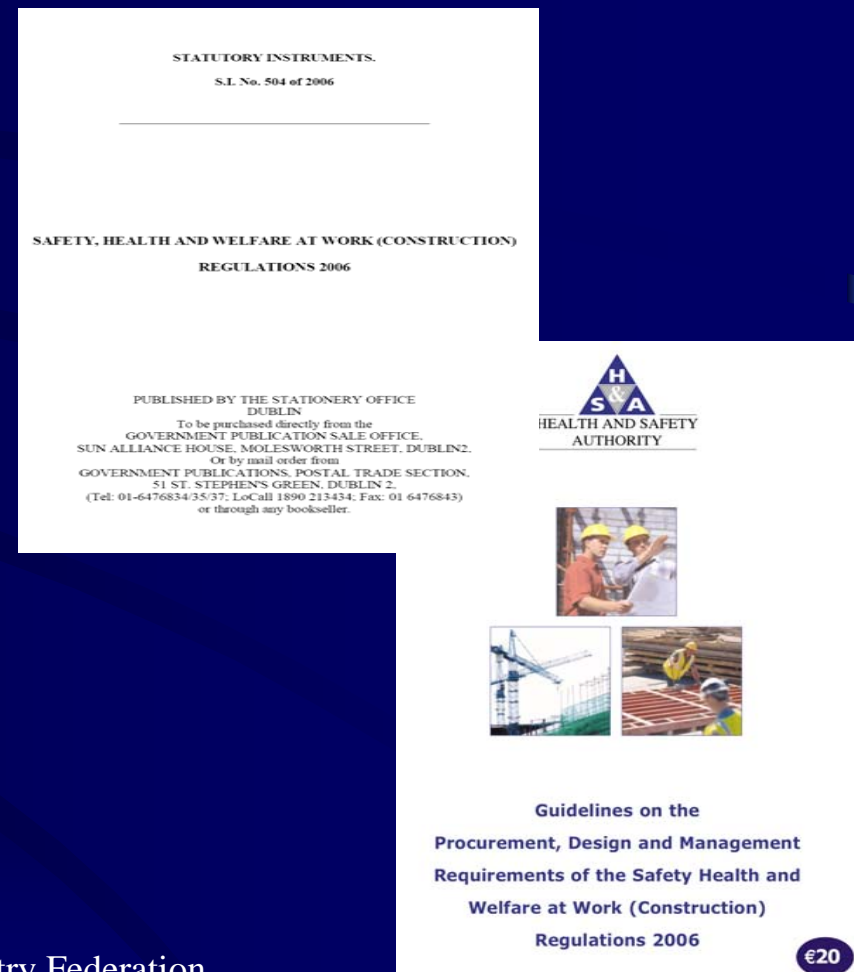 STATUTORY INSTRUMENTS.
S.I. No. 504 of 2006
SAFETY, HEALTH AND WELFARE AT WORK (CONSTRUCTION)
REGULATIONS 2006
PUBLISHED BY THE STATIONERY OFFICE
DUBLIN
To be purchased directly from the
GOVERNMENT PUBLICATION SALE OFFICE,
SUN ALLIANCE HOUSE, MOLESWORTH STREET, DUBLIN2.
Or by mail order from
GOVERNMENT PUBLICATIONS, POSTAL TRADE SECTION,
51 ST. STEPHEN'S GREEN, DUBLIN 2,
(Tel: 01-6476834/35/37; LoCall 1890 213434; Fax: 01 6476843)
or through any bookseller.
H
&
S A
HEALTH AND SAFETY
AUTHORITY
Guidelines on the
Procurement, Design and Management
Requirements of the Safety Health and
Welfare at Work (Construction)
Regulations 2006
€20
Federation